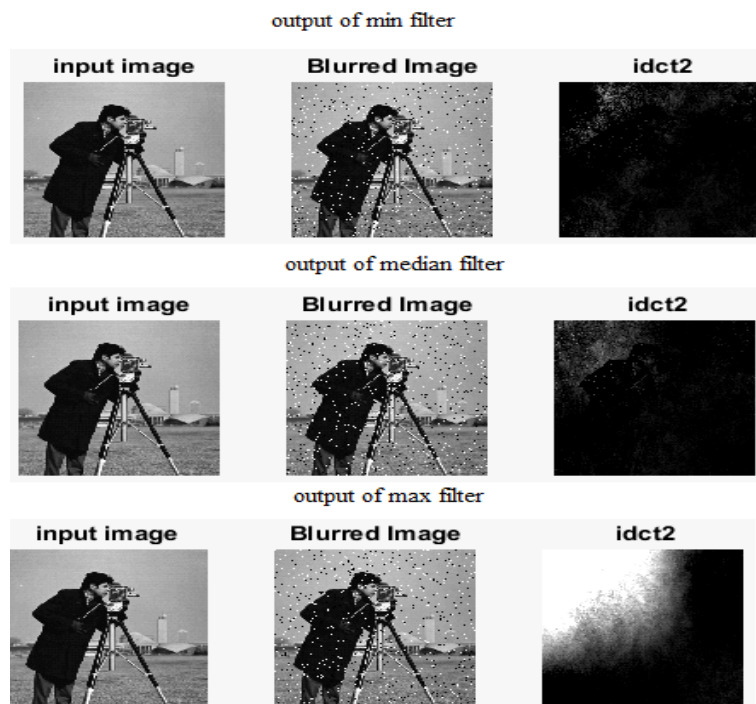 output of min filter
input image Blurred Image idct2
output of median filter
input image Blurred Image idct2
output of max filter
input image Blurred Image idct2